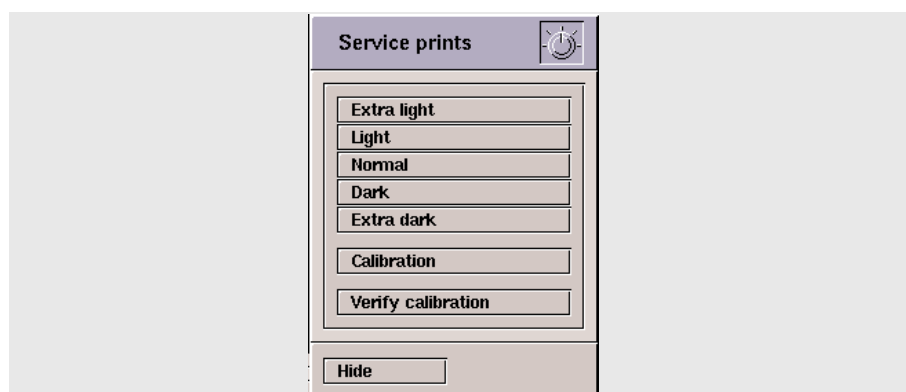 Service prints
Extra light
Light
Normal
Dark
Extra dark
Calibration
Verify calibration
Hide